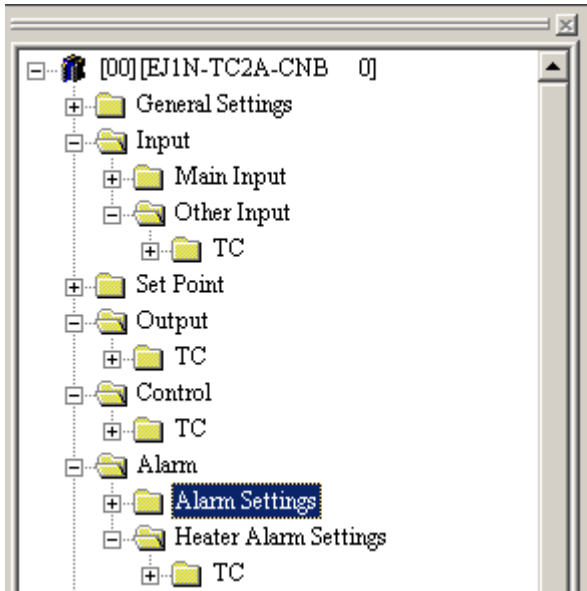 [00][EJ1N-TC2A-CNB 0]
General Settings
Input
Main Input
Other Input
TC
Set Point
Output
TC
Control
TC
Alarm
Alarm Settings
Heater Alarm Settings
TC